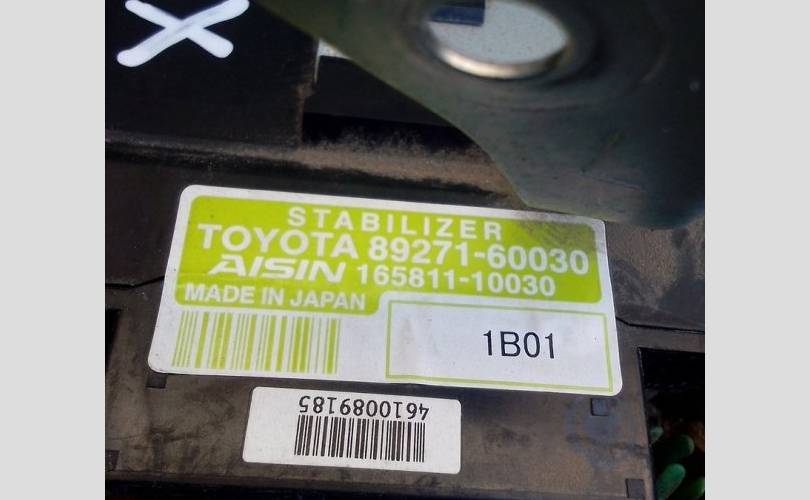 STABILIZER
TOYOTA 89271-60030
AISIN 165811-10030
MADE IN JAPAN
1B01
4610089185